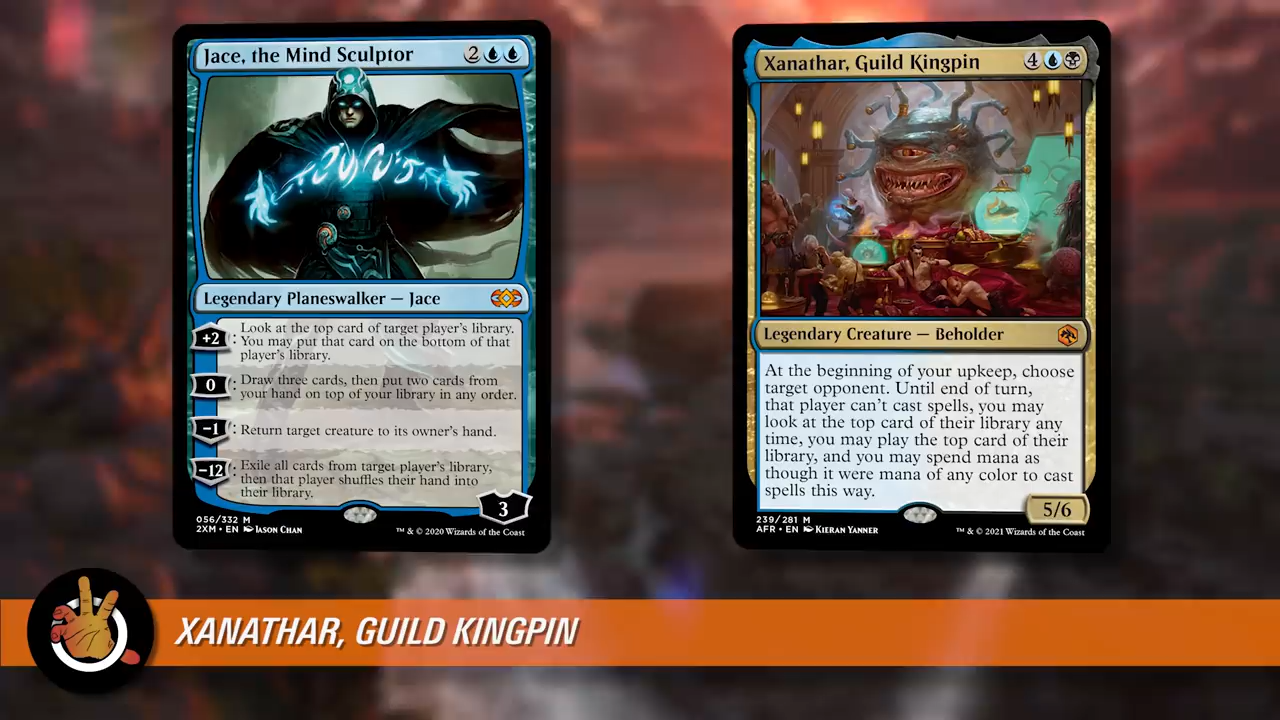 Jace, the Mind Sculptor 2
Legendary Planeswalker — Jace
+2: Look at the top card of target player's library.
You may put that card on the bottom of that
player's library.
0: Draw three cards, then put two cards from
your hand on top of your library in any order.
-1: Return target creature to its owner's hand.
-12: Exile all cards from target player's library,
then that player shuffles their hand into
their library.
3
056/332 M
2XM • EN Jason Chan
™ & © 2020 Wizards of the Coast
Xanathar, Guild Kingpin 4
Legendary Creature — Beholder
At the beginning of your upkeep, choose
target opponent. Until end of turn,
that player can't cast spells, you may
look at the top card of their library any
time, you may play the top card of their
library, and you may spend mana as
though it were mana of any color to cast
spells this way.
5/6
239/281 M
AFR • EN Kieran Yanner
™ & © 2021 Wizards of the Coast
XANATHAR, GUILD KINGPIN